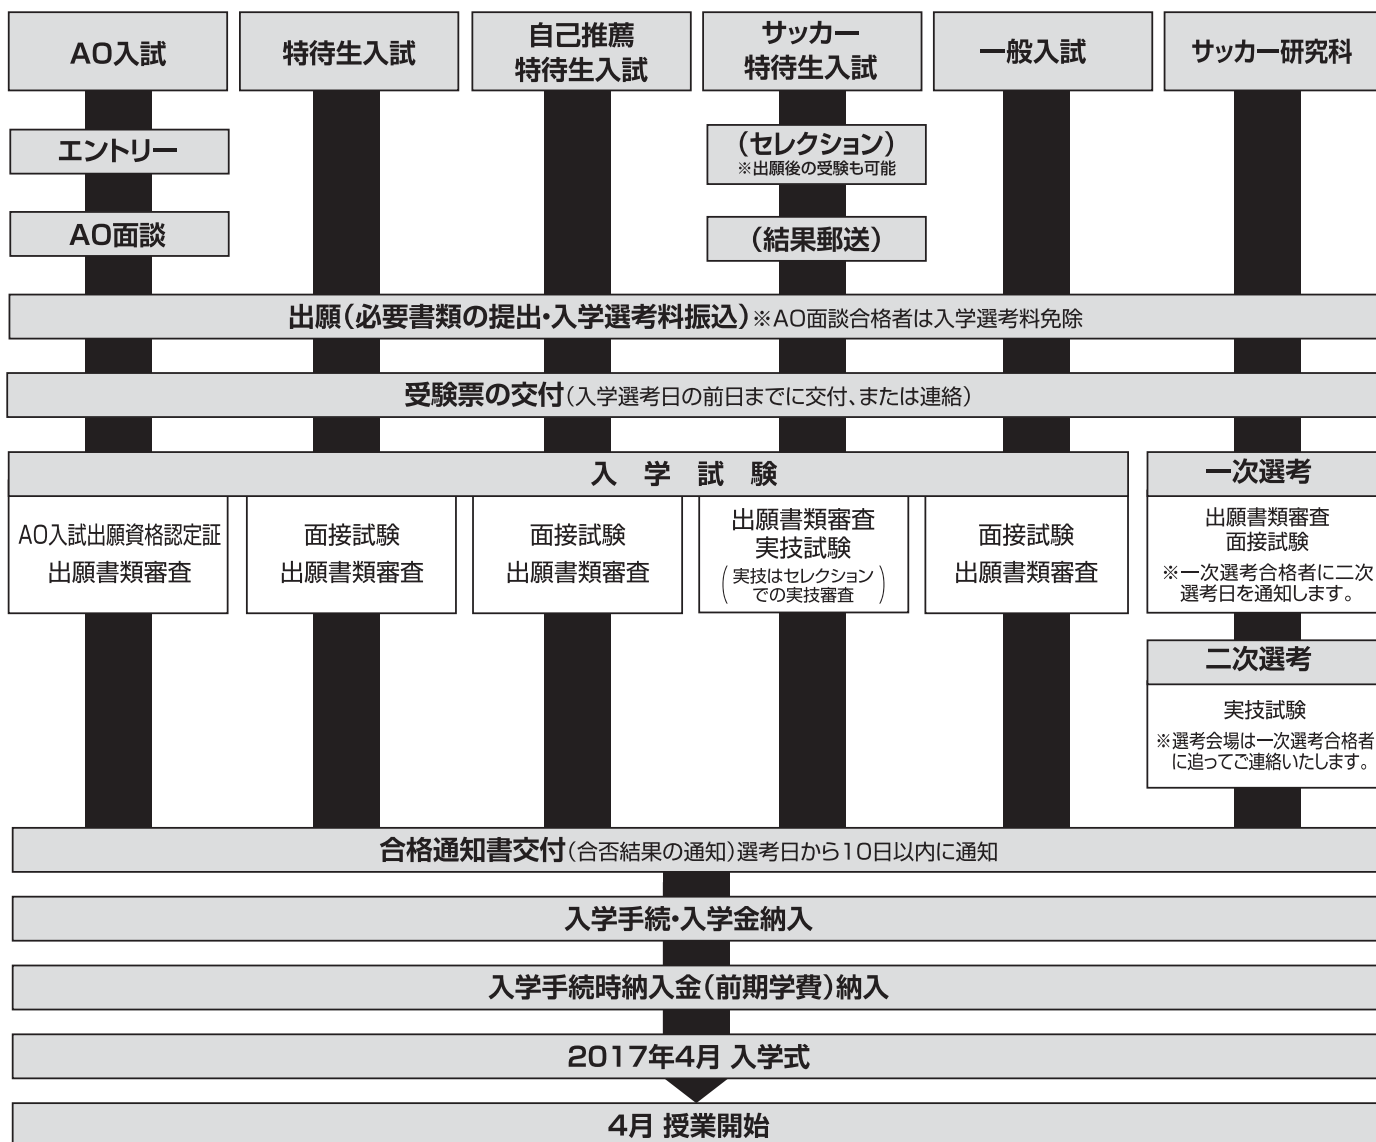 AO入試
特待生入試
自己推薦
特待生入試
サッカー
特待生入試
一般入試
サッカー研究科
エントリー
(セレクション)
※出願後の受験も可能
AO面談
(結果郵送)
出願(必要書類の提出・入学選考料振込)※AO面談合格者は入学選考料免除
受験票の交付(入学選考日の前日までに交付、または連絡)
入 学 試 験
AO入試出願資格認定証
出願書類審査
面接試験
出願書類審査
面接試験
出願書類審査
出願書類審査
実技試験
(実技はセレクション
での実技審査)
面接試験
出願書類審査
一次選考
出願書類審査
面接試験
※一次選考合格者に二次
選考日を通知します。
二次選考
実技試験
※選考会場は一次選考合格者
に追ってご連絡いたします。
合格通知書交付(合否結果の通知)選考日から10日以内に通知
入学手続・入学金納入
入学手続時納入金(前期学費)納入
2017年4月 入学式
4月 授業開始